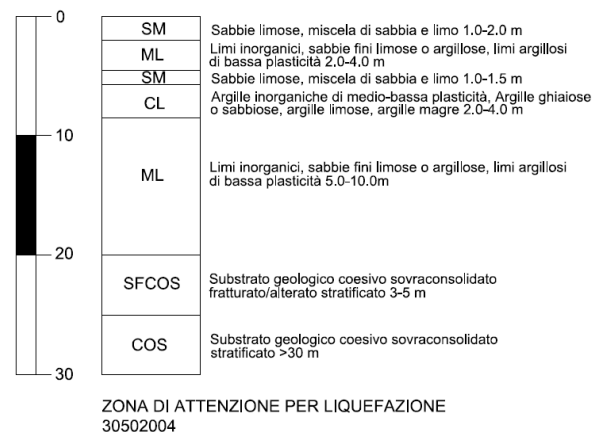 0
SM
Sabbie limose, miscela di sabbia e limo 1.0-2.0 m
ML
Limi inorganici, sabbie fini limose o argillose, limi argillosi
di bassa plasticità 2.0-4.0 m
SM
Sabbie limose, miscela di sabbia e limo 1.0-1.5 m
CL
Argille inorganiche di medio-bassa plasticità, Argille ghiaiose
o sabbiose, argille limose, argille magre 2.0-4.0 m
10
ML
Limi inorganici, sabbie fini limose o argillose, limi argillosi
di bassa plasticità 5.0-10.0m
20
SFCOS
Substrato geologico coesivo sovraconsolidato
fratturato/alterato stratificato 3-5 m
COS
Substrato geologico coesivo sovraconsolidato
stratificato >30 m
30
ZONA DI ATTENZIONE PER LIQUEFAZIONE
30502004